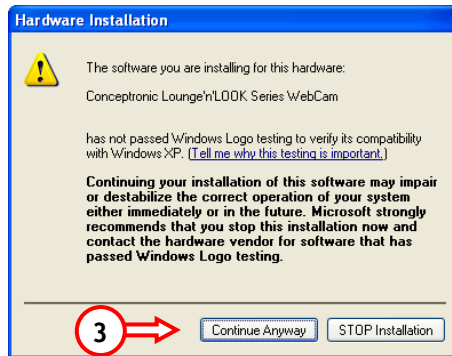 Hardware Installation
The software you are installing for this hardware:
Conceptronic Lounge'n'LOOK Series WebCam
has not passed Windows Logo testing to verify its compatibility
with Windows XP. (Tell me why this testing is important.)
Continuing your installation of this software may impair
or destabilize the correct operation of your system
either immediately or in the future. Microsoft strongly
recommends that you stop this installation now and
contact the hardware vendor for software that has
passed Windows Logo testing.
3
Continue Anyway
STOP Installation